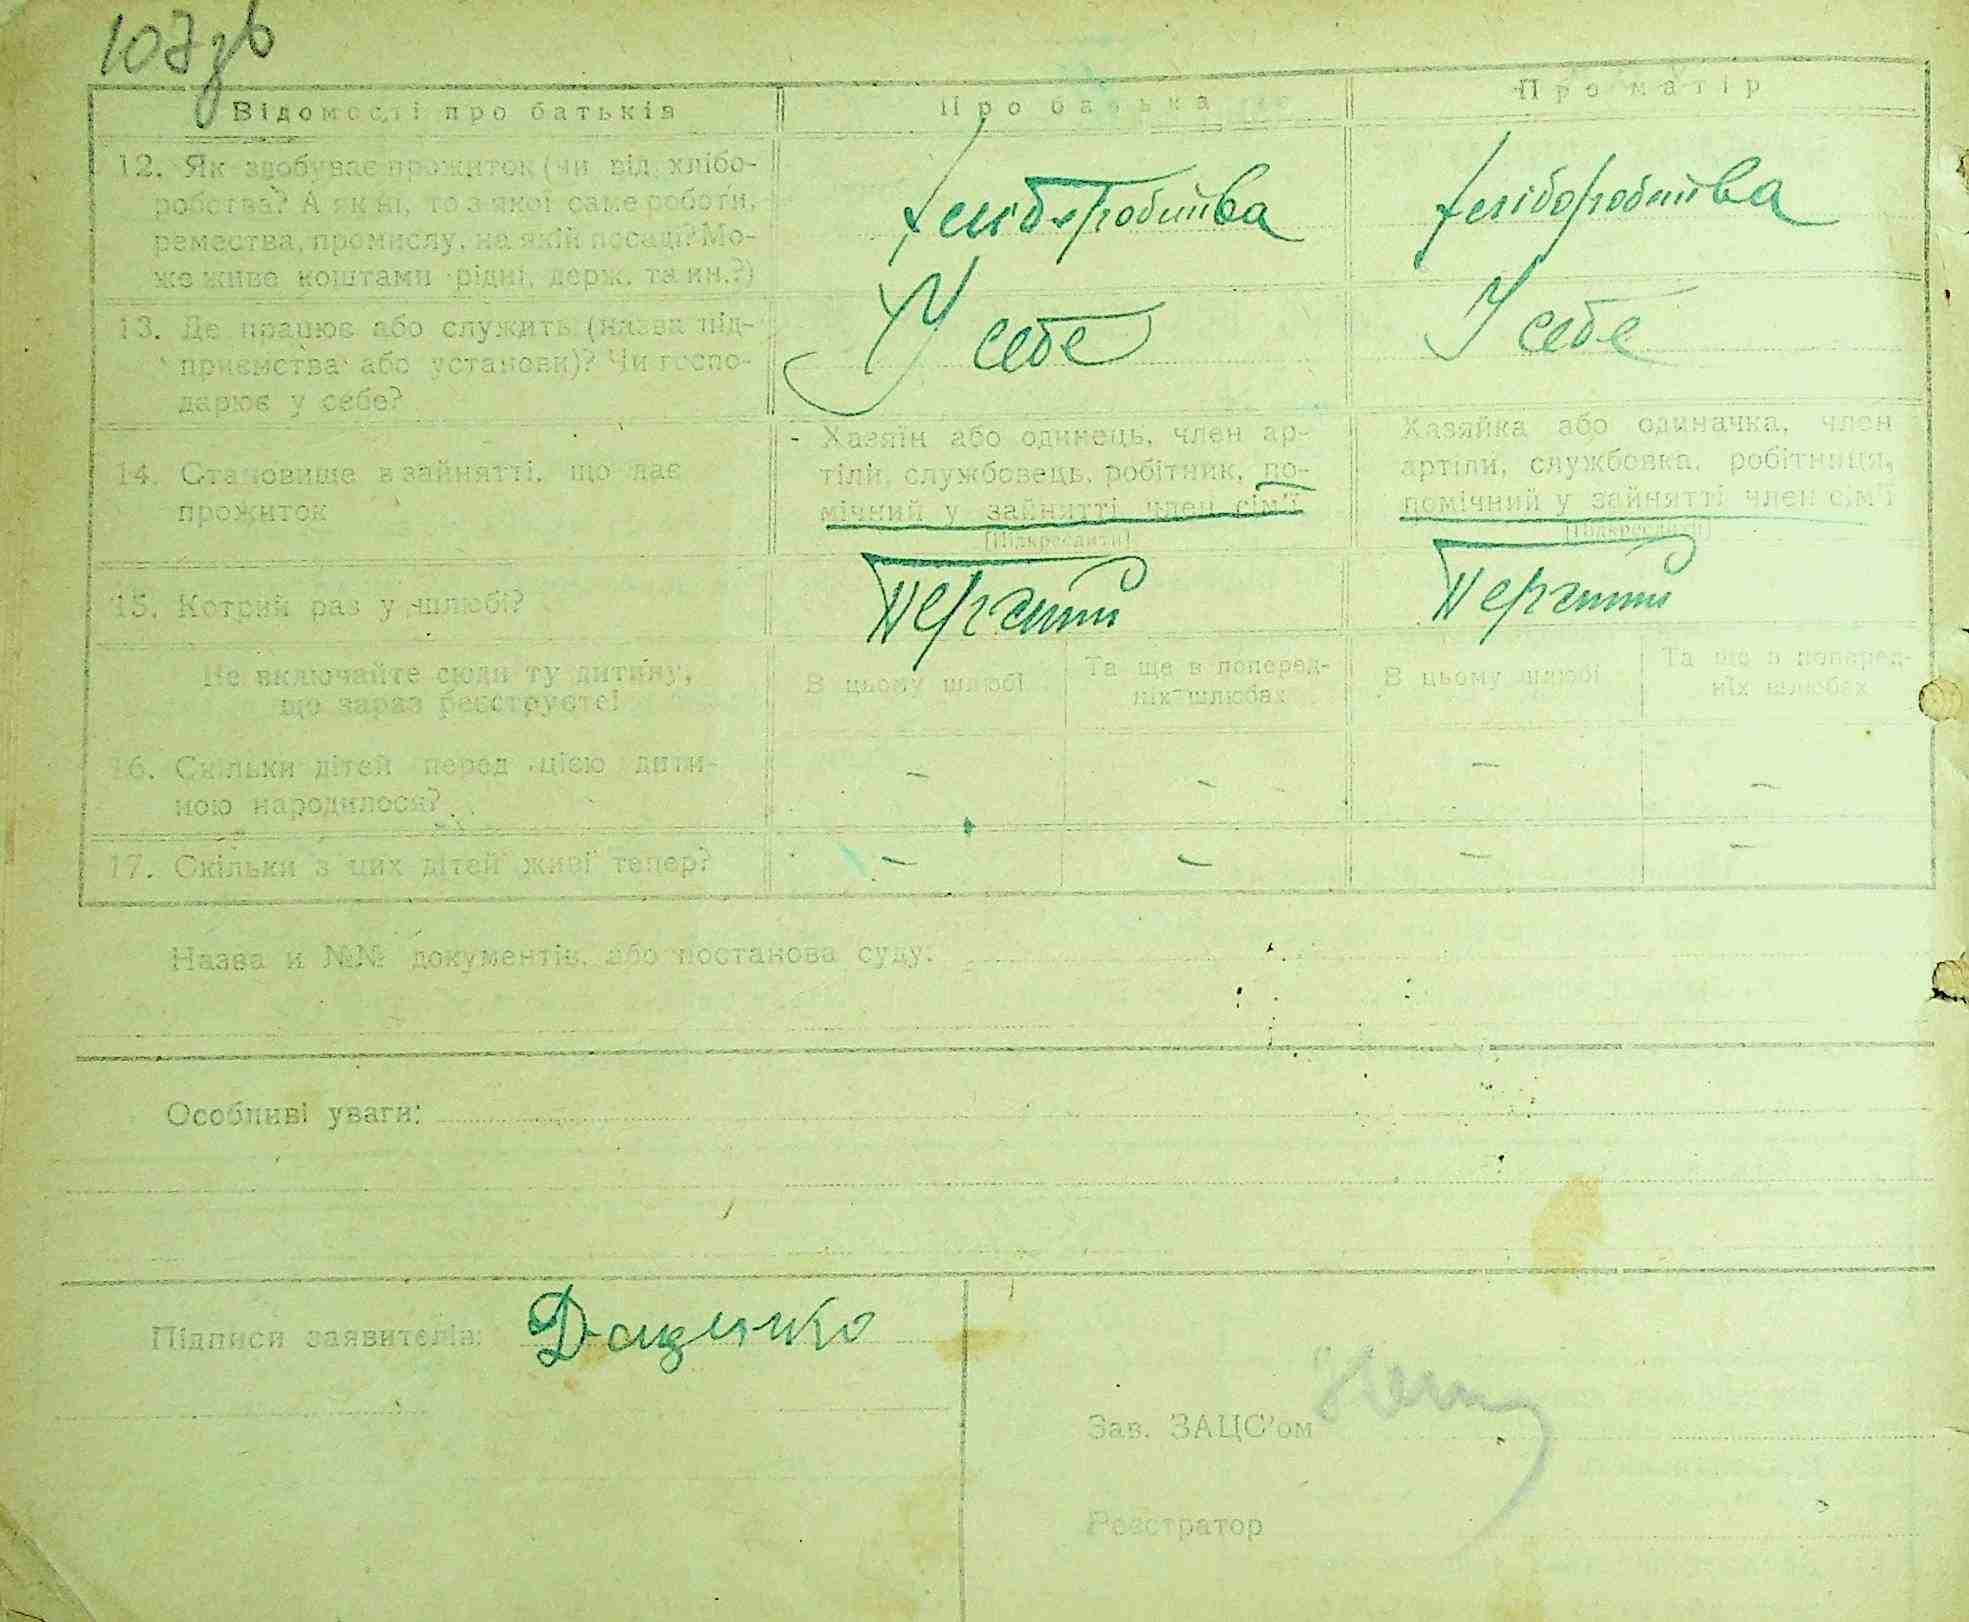 107зв
Відомості про батьків Про батька Про матір
12. Як здобуває прожиток (чи від хлібо-
робства? А як ні, то з якої саме роботи,
ремества, промислу, на якій посаді? Мо-
же живе коштами рідні, держ. та ин.?)
хліборобства хліборобства
13. Де працює або служить (назва під-
приємства або установи)? Чи госпо-
дарює у себе?
У себе У себе
14. Становище в зайнятті, що дає
прожиток
Хазяїн або одинець, член ар-
тіли, службовець, робітник, по-
мічний у зайнятті член сім'ї
(Підкреслити)
Хазяйка або одиначка, член
артіли, службовка, робітниця,
помічний у зайнятті член сім'ї
(Підкреслити)
15. Котрий раз у шлюбі?
Не включайте сюди ту дитину,
що зараз реєструєте!
В цьому шлюбі Та ще в поперед-
ніх шлюбах В цьому шлюбі Та ще в поперед-
ніх шлюбах
16. Скільки дітей перед цією дити-
ною народилося?
– – – –
17. Скільки з цих дітей живі тепер?
– – – –
Назва и №№ документів, або постанова суду:
Особливі уваги:
Підписи заявителів: Даценко
Зав. ЗАЦС'ом
Реєстратор